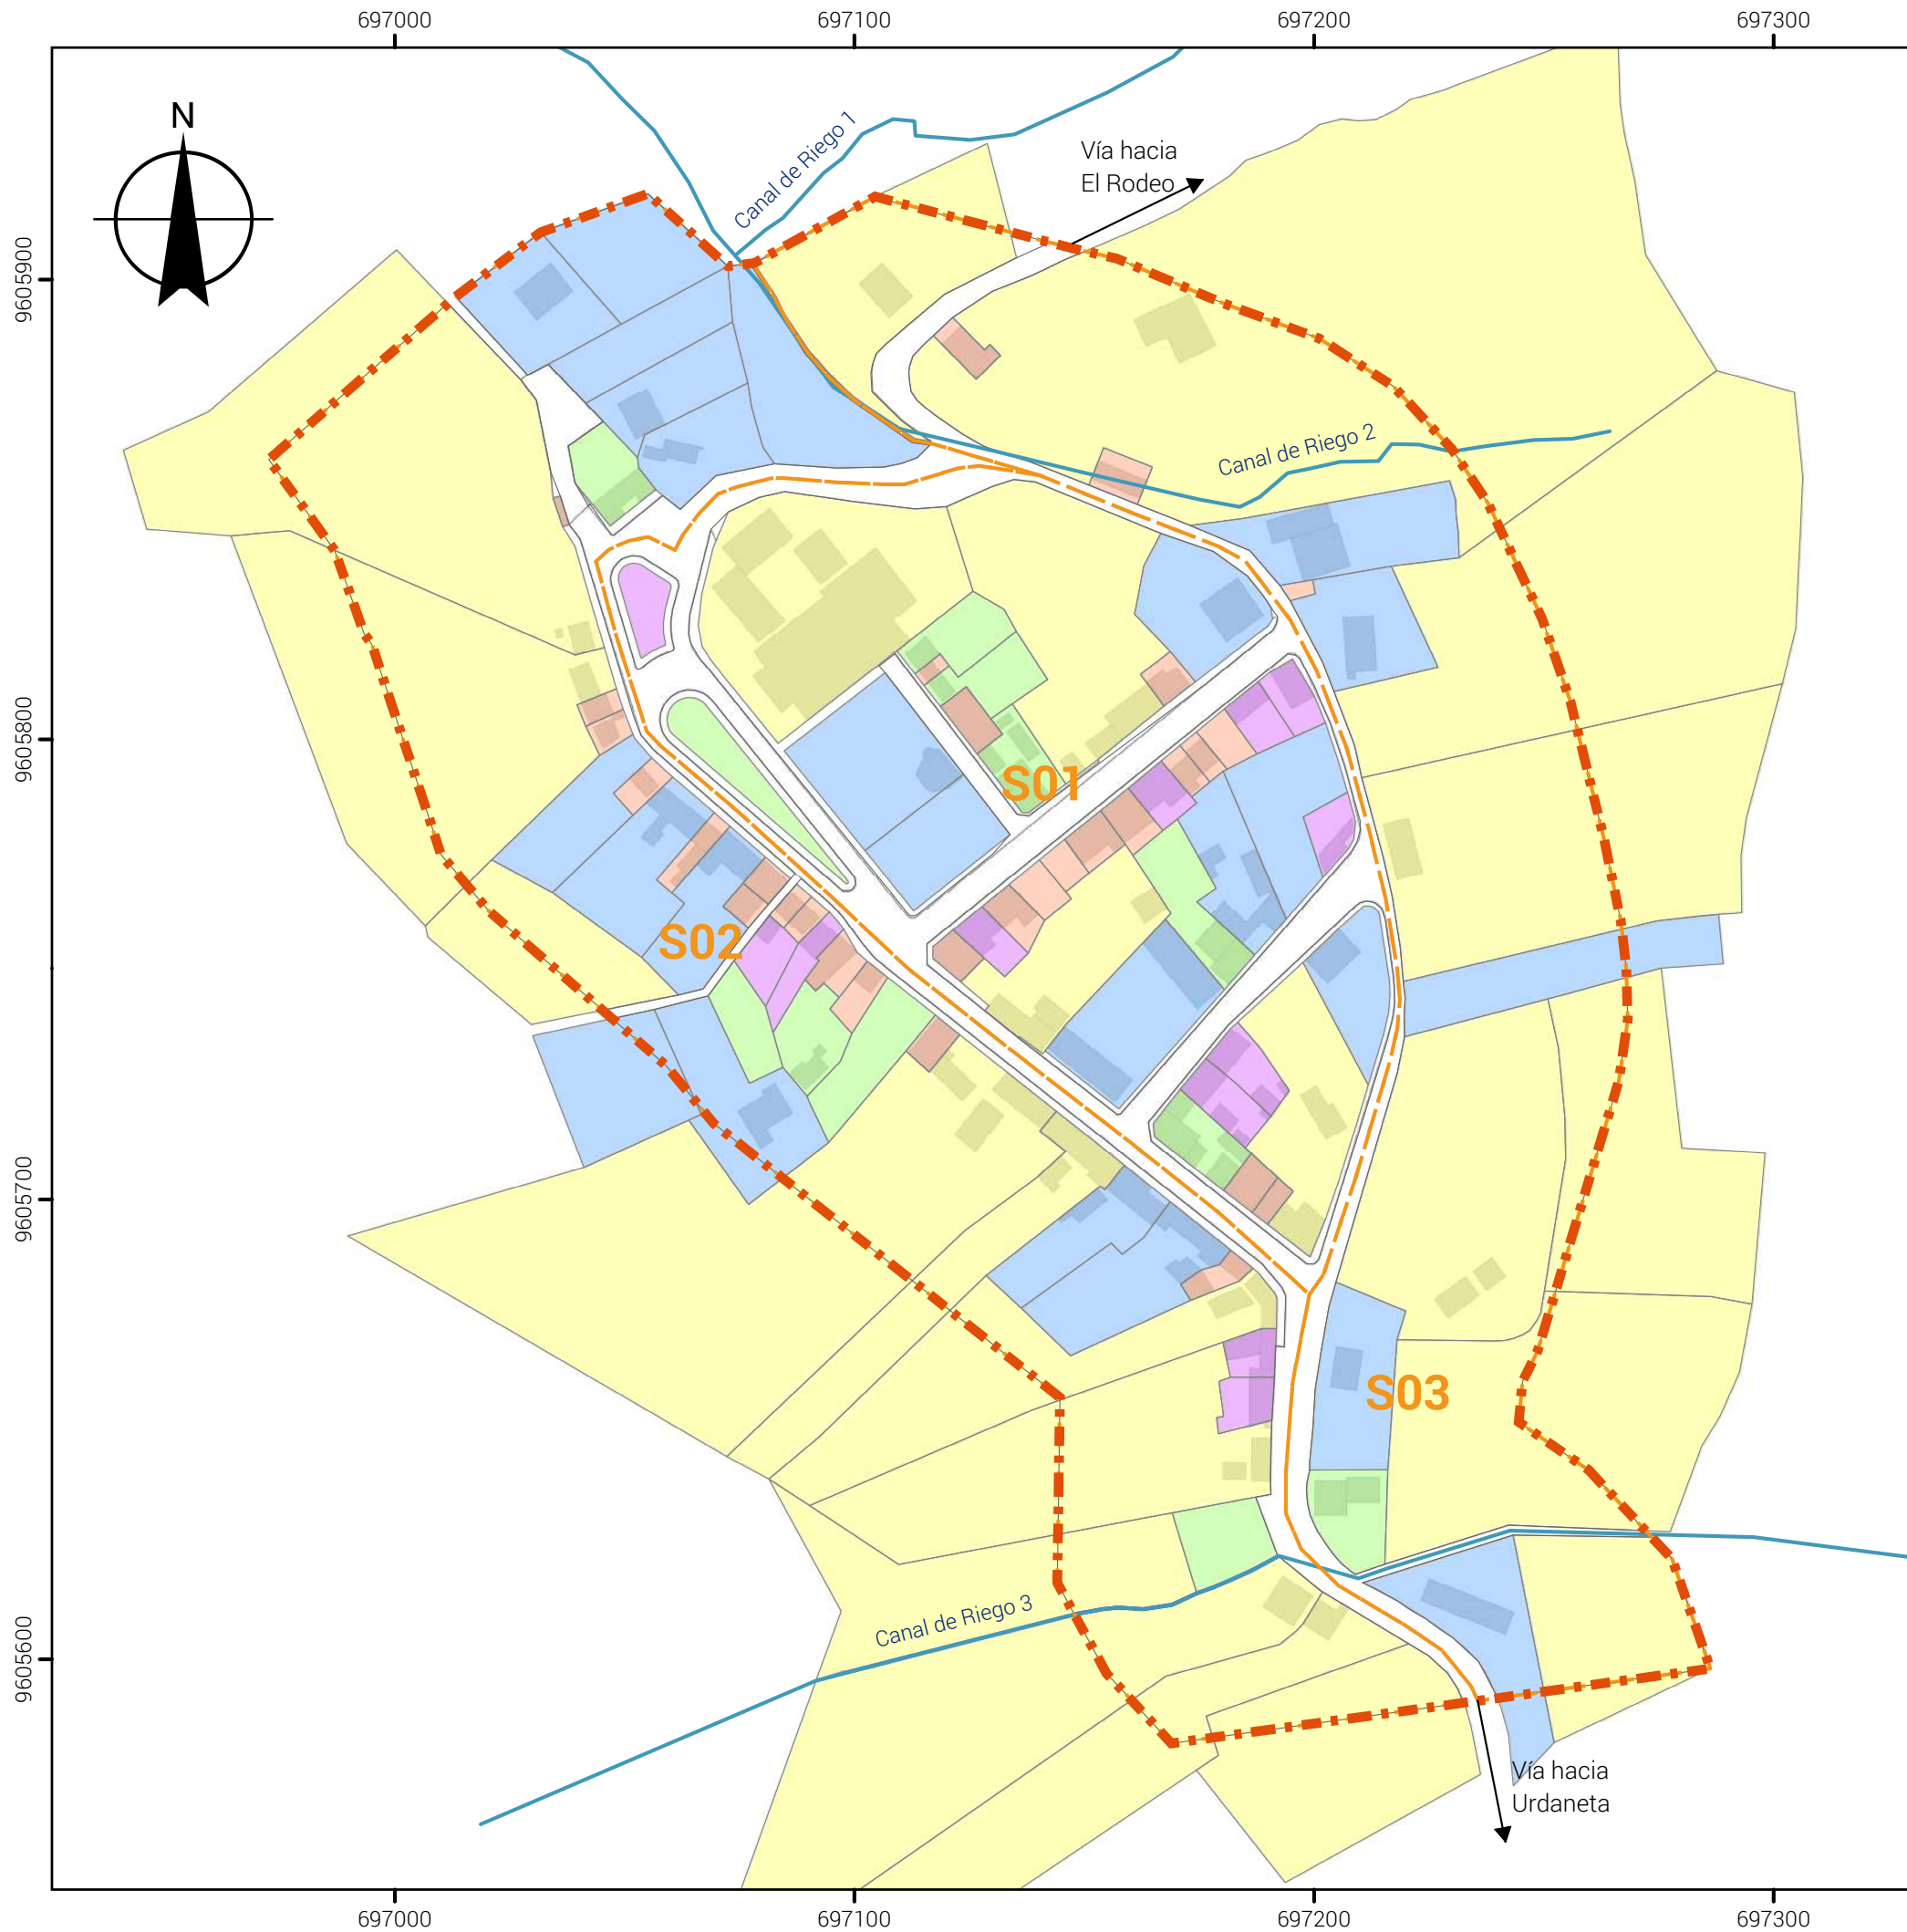 697000
697100
697200
697300
N
Canal de Riego 1
Vía hacia
El Rodeo
9605900
Canal de Riego 2
9605800
S01
S02
9605700
S03
Canal de Riego 3
9605600
Vía hacia
Urdaneta
697000
697100
697200
697300